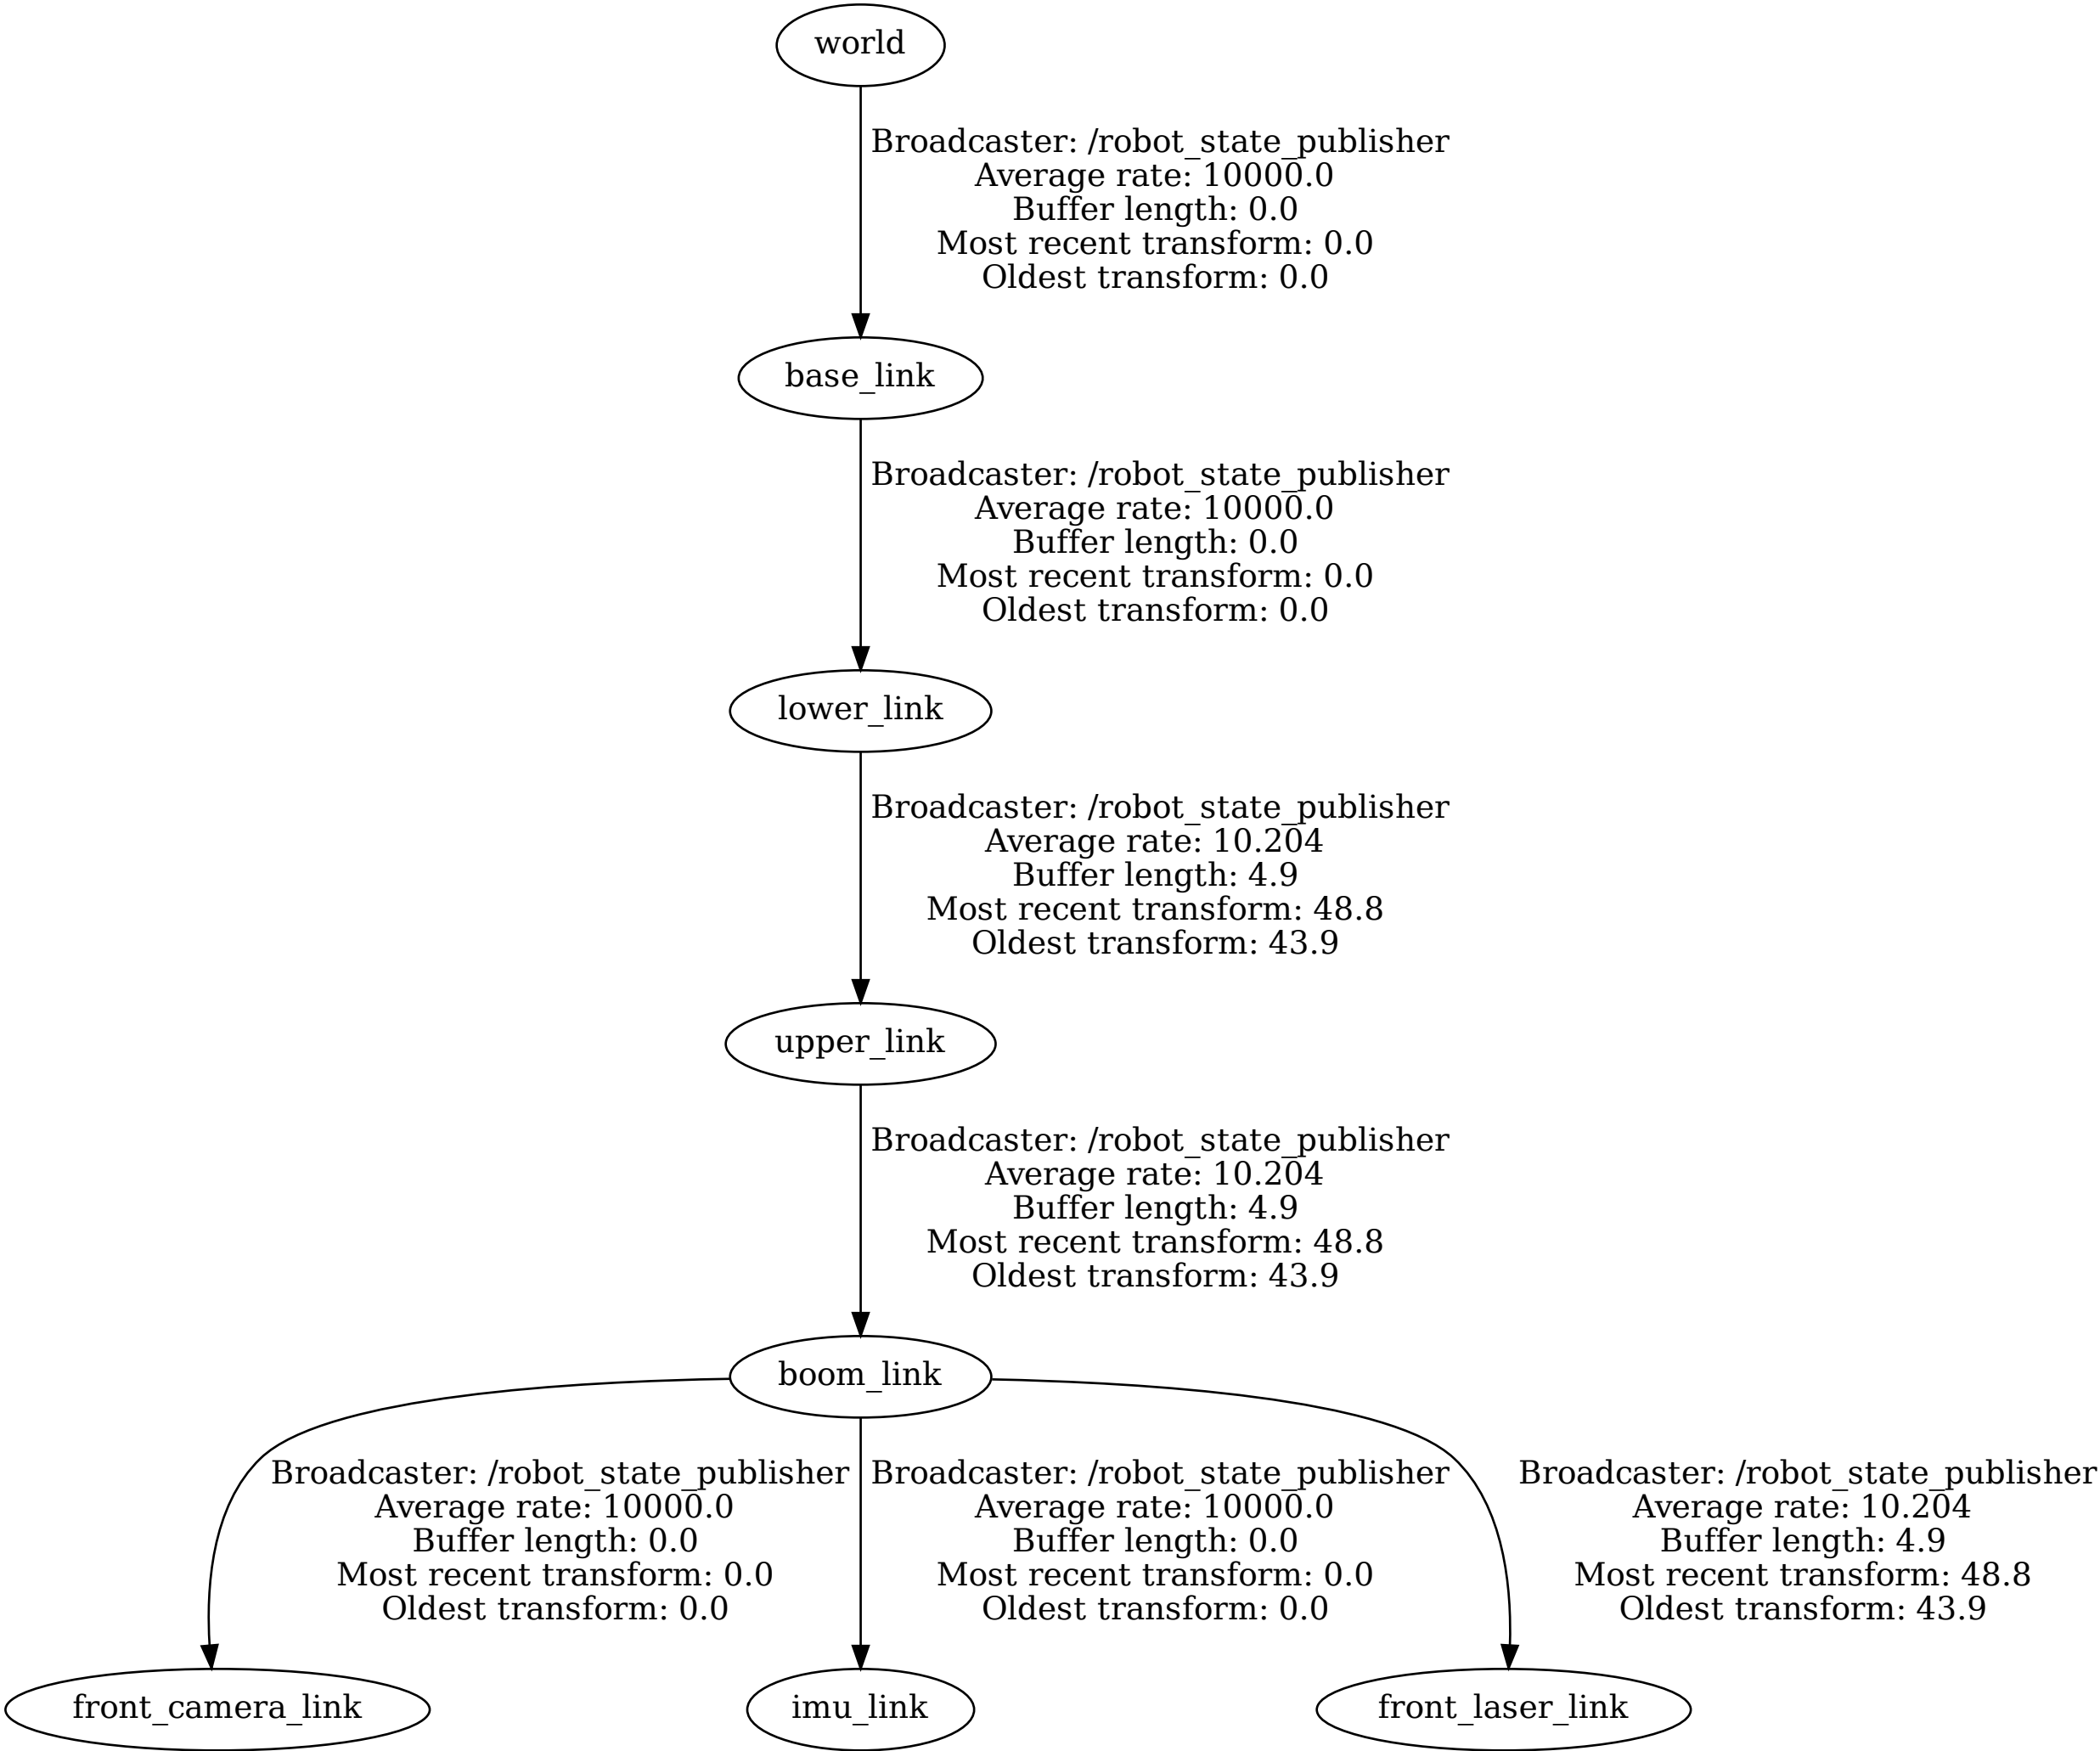 world
Broadcaster: /robot_state_publisher
Average rate: 10000.0
Buffer length: 0.0
Most recent transform: 0.0
Oldest transform: 0.0
base_link
Broadcaster: /robot_state_publisher
Average rate: 10000.0
Buffer length: 0.0
Most recent transform: 0.0
Oldest transform: 0.0
lower_link
Broadcaster: /robot_state_publisher
Average rate: 10.204
Buffer length: 4.9
Most recent transform: 48.8
Oldest transform: 43.9
upper_link
Broadcaster: /robot_state_publisher
Average rate: 10.204
Buffer length: 4.9
Most recent transform: 48.8
Oldest transform: 43.9
boom_link
Broadcaster: /robot_state_publisher
Average rate: 10000.0
Buffer length: 0.0
Most recent transform: 0.0
Oldest transform: 0.0
Broadcaster: /robot_state_publisher
Average rate: 10000.0
Buffer length: 0.0
Most recent transform: 0.0
Oldest transform: 0.0
Broadcaster: /robot_state_publisher
Average rate: 10.204
Buffer length: 4.9
Most recent transform: 48.8
Oldest transform: 43.9
front_camera_link
imu_link
front_laser_link